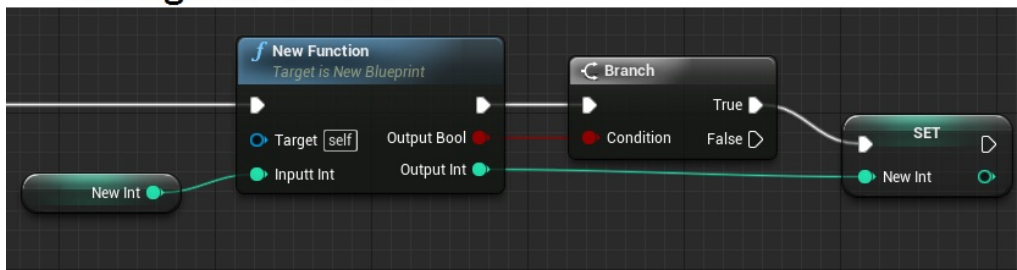 New Function
Target is New Blueprint
Target self
Output Bool
Inputt Int
Output Int
New Int
Branch
True
Condition
False
SET
New Int